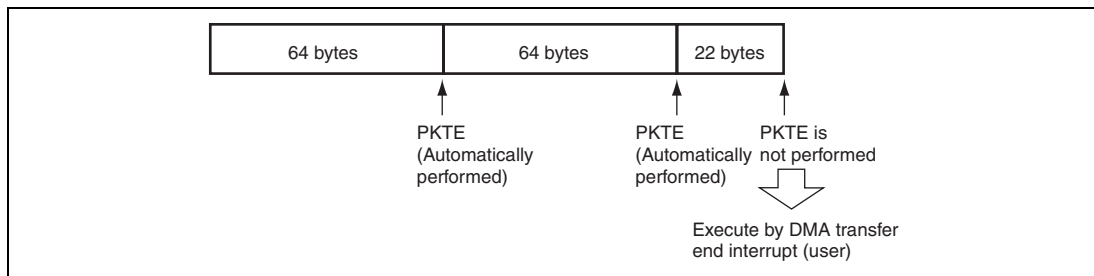 64 bytes
64 bytes
22 bytes
PKTE
(Automatically
performed)
PKTE
(Automatically
performed)
PKTE is
not performed
Execute by DMA transfer
end interrupt (user)